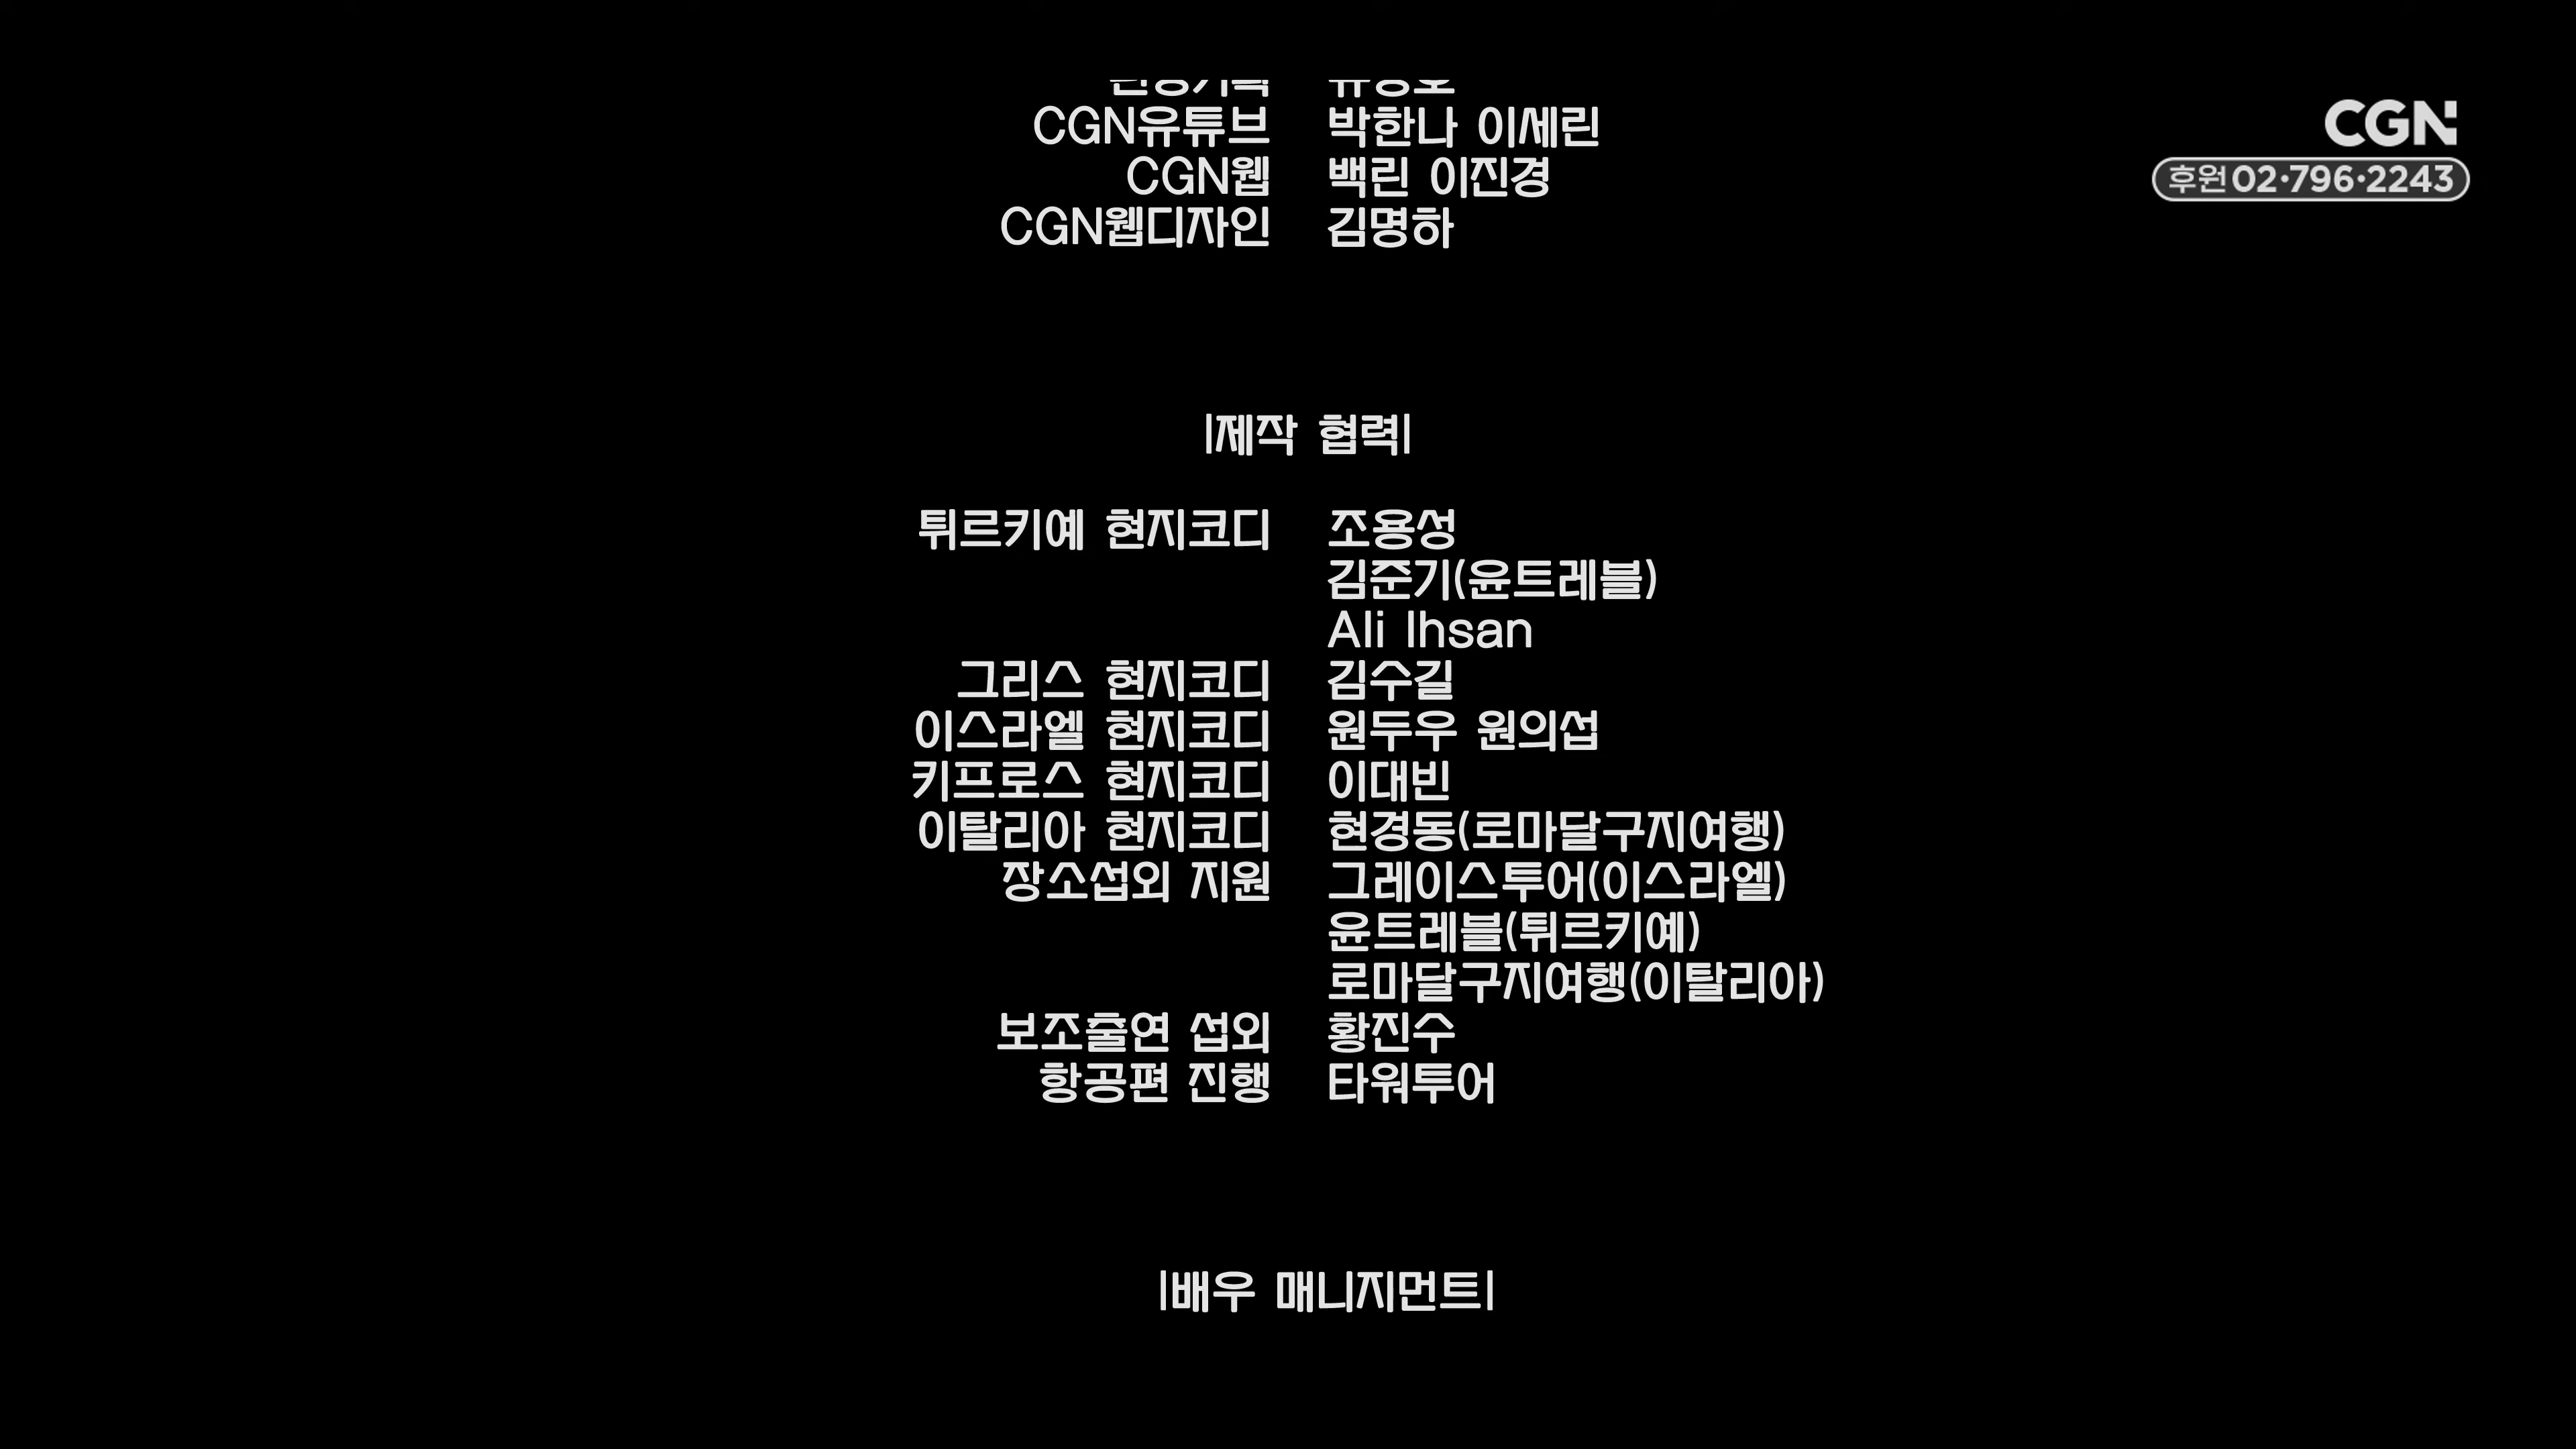 CGN유튜브 박한나 이세린
CGN
CGN웹 백린 이진경
후원 02·796·2243
CGN웹디자인 김명하
|제작 협력|
튀르키예 현지코디 조용성
김준기(윤트레블)
Ali Ihsan
그리스 현지코디 김수길
이스라엘 현지코디 원두우 원의섭
키프로스 현지코디 이대빈
이탈리아 현지코디 현경동(로마달구지여행)
장소섭외 지원 그레이스투어(이스라엘)
윤트레블(튀르키예)
로마달구지여행(이탈리아)
보조출연 섭외 황진수
항공편 진행 타워투어
|배우 매니지먼트|